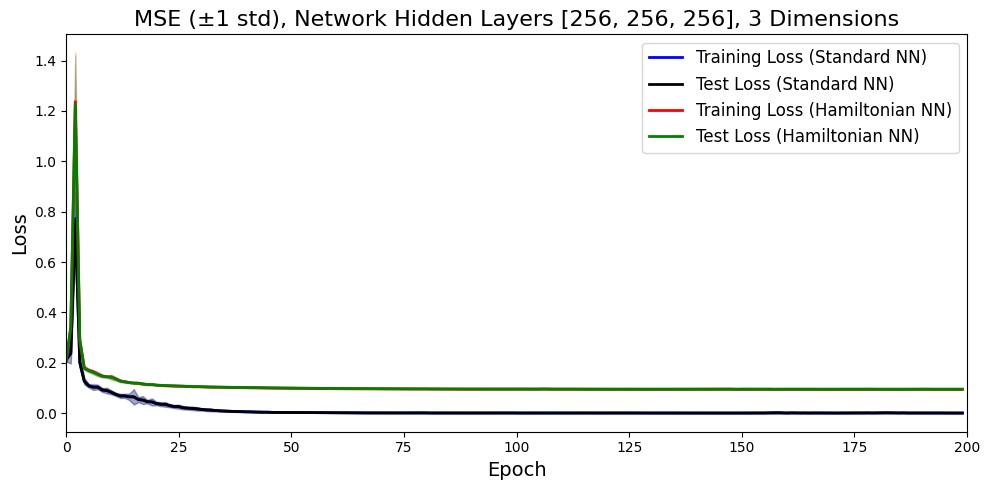 MSE (±1 std), Network Hidden Layers [256, 256, 256], 3 Dimensions
Training Loss (Standard NN)
Test Loss (Standard NN)
Training Loss (Hamiltonian NN)
Test Loss (Hamiltonian NN)
Loss
1.4
1.2
1.0
0.8
0.6
0.4
0.2
0.0
0 25 50 75 100 125 150 175 200
Epoch